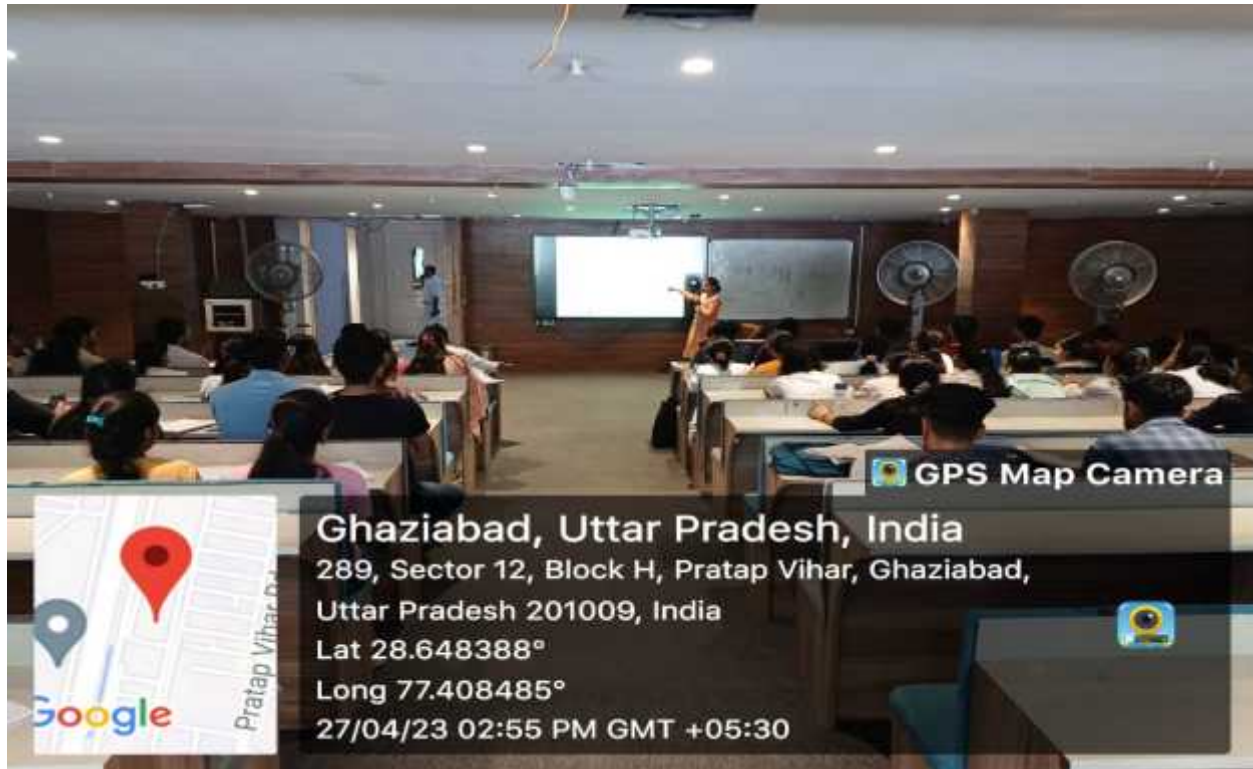 GPS Map Camera
Ghaziabad, Uttar Pradesh, India
289, Sector 12, Block H, Pratap Vihar, Ghaziabad,
Uttar Pradesh 201009, India
Lat 28.648388°
Long 77.408485°
27/04/23 02:55 PM GMT +05:30
Google
Pratap Vihar Rd